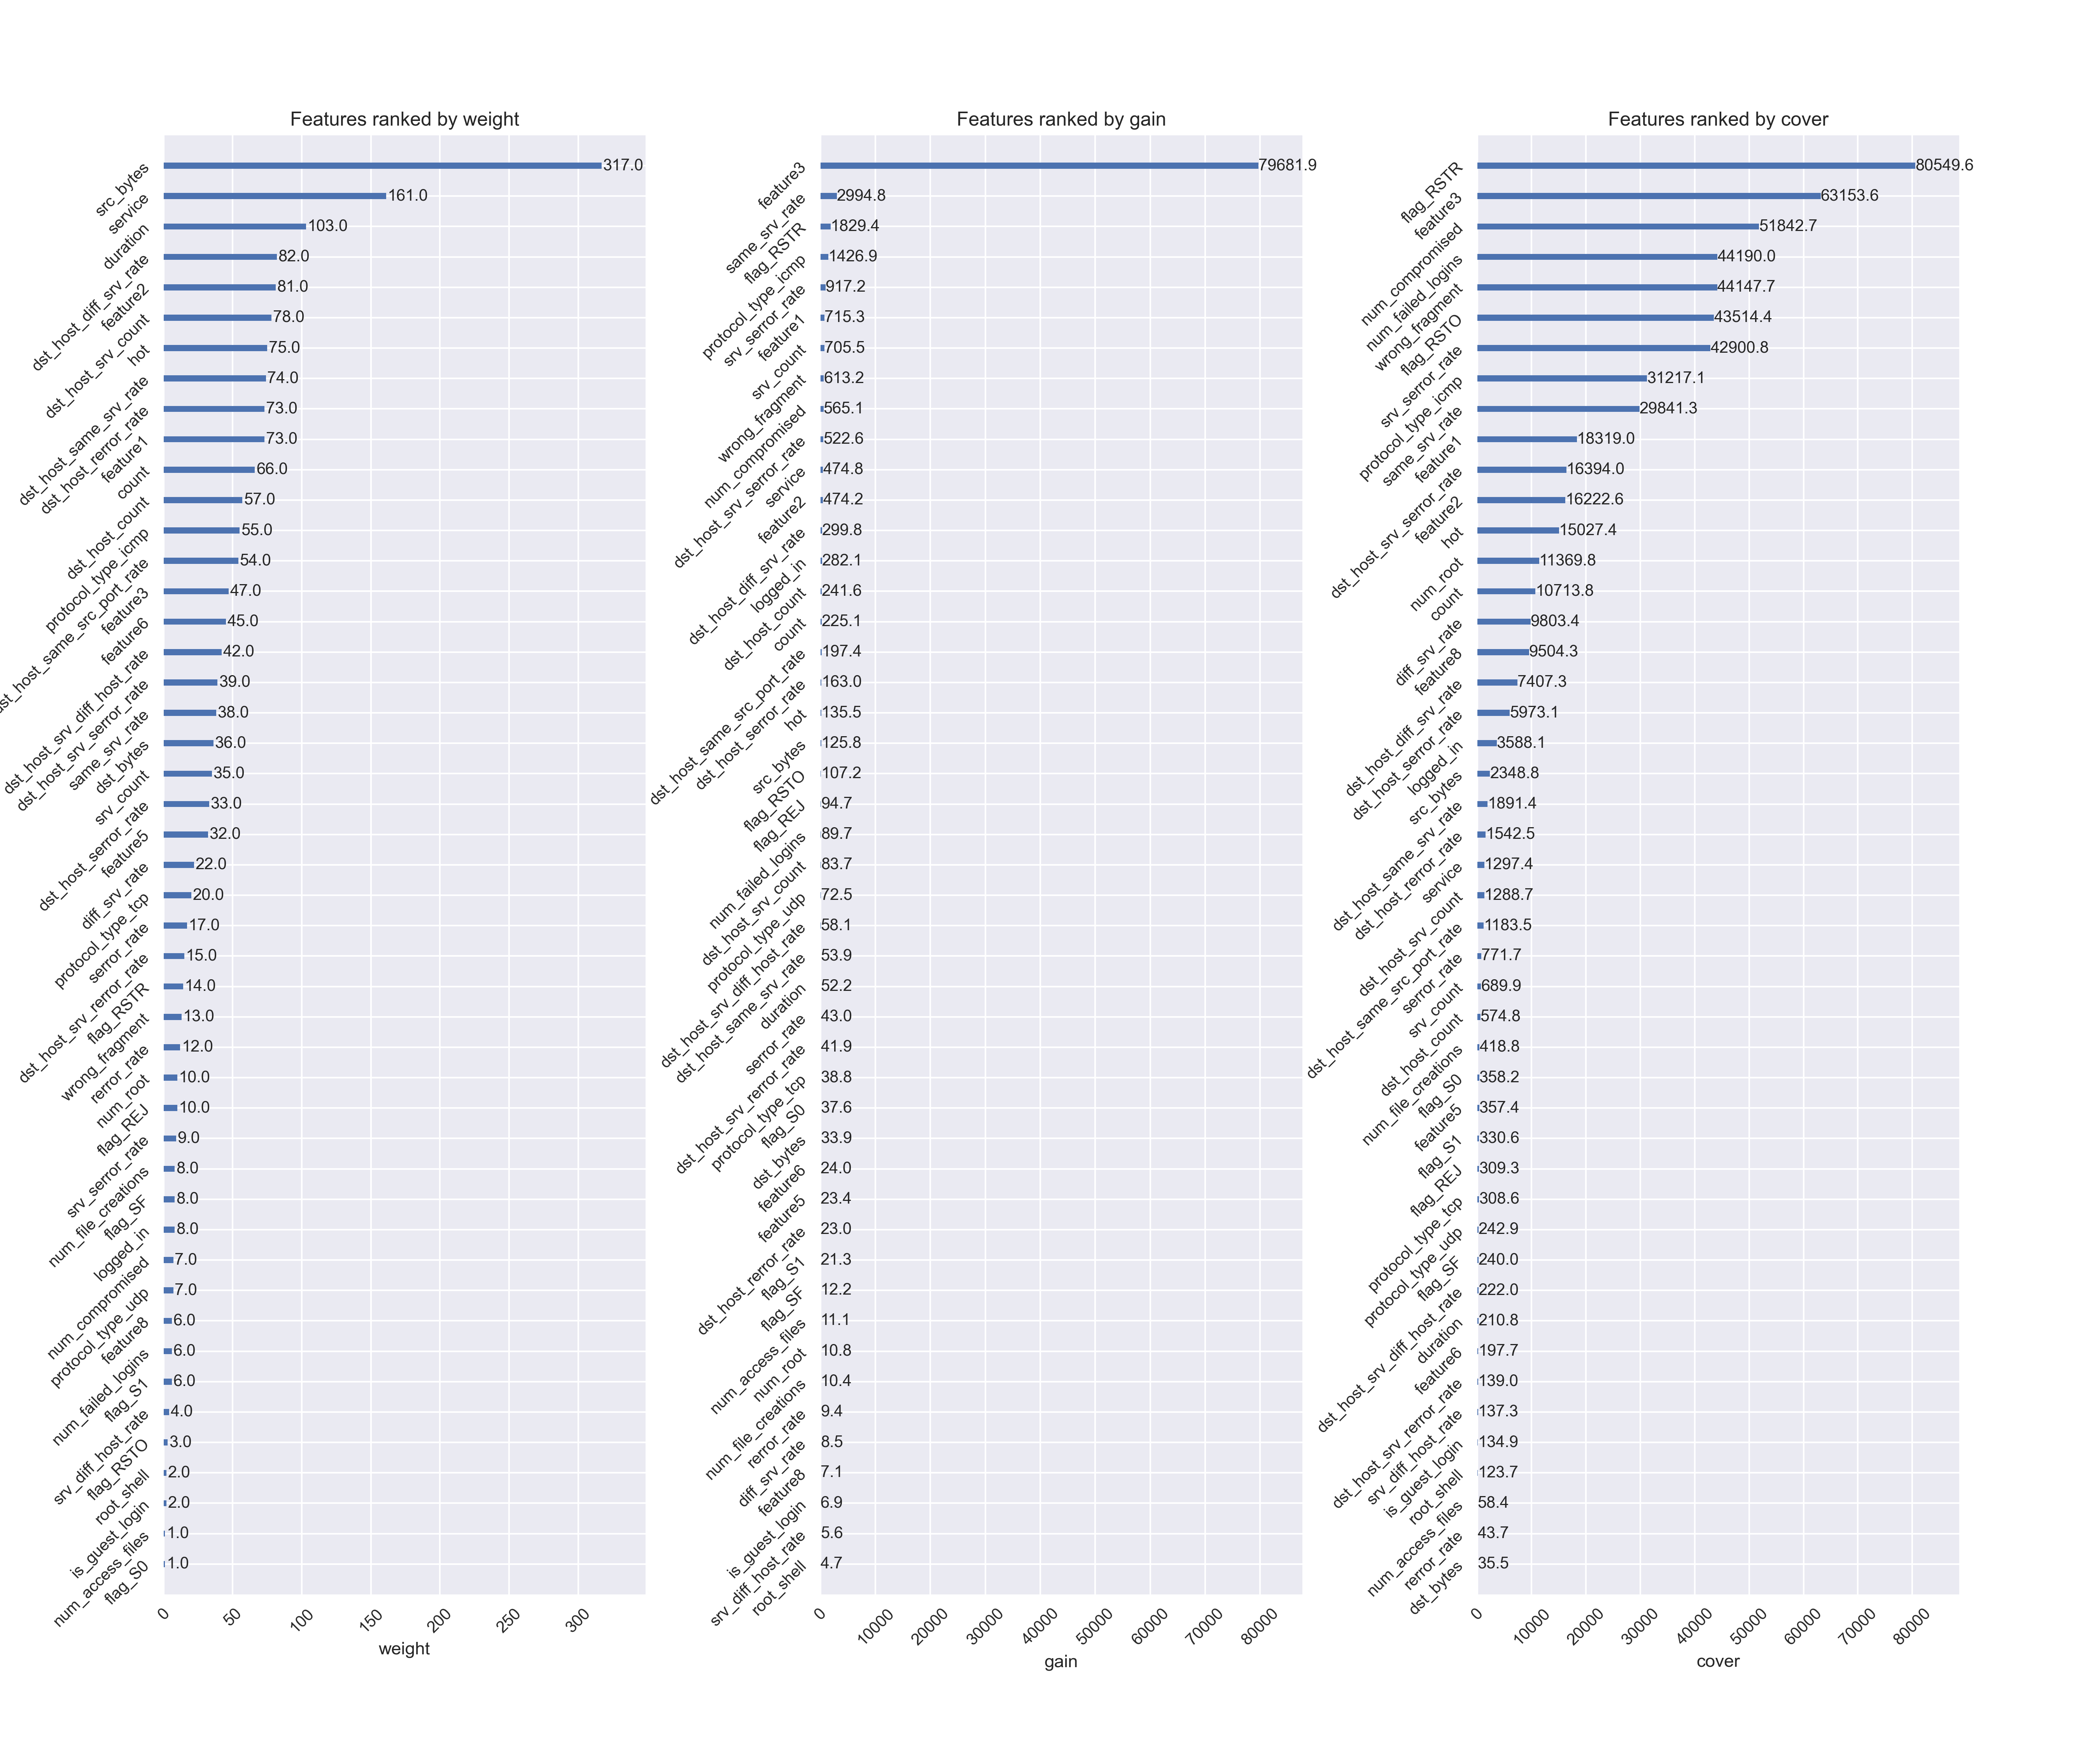 Features ranked by weight
src_bytes 317.0
service 161.0
duration 103.0
dst_host_diff_srv_rate 82.0
feature2 81.0
dst_host_srv_count 78.0
hot 75.0
dst_host_same_srv_rate 74.0
dst_host_rerror_rate 73.0
feature1 73.0
count 66.0
dst_host_count 57.0
protocol_type_icmp 55.0
dst_host_same_src_port_rate 54.0
feature3 47.0
feature6 45.0
dst_host_srv_diff_host_rate 42.0
dst_host_srv_serror_rate 39.0
same_srv_rate 38.0
dst_bytes 36.0
srv_count 35.0
dst_host_serror_rate 33.0
feature5 32.0
diff_srv_rate 22.0
protocol_type_tcp 20.0
serror_rate 17.0
dst_host_srv_rerror_rate 15.0
flag_RSTR 14.0
wrong_fragment 13.0
rerror_rate 12.0
num_root 10.0
flag_REJ 10.0
srv_serror_rate 9.0
num_file_creations 8.0
flag_SF 8.0
logged_in 8.0
num_compromised 7.0
protocol_type_udp 7.0
feature8 6.0
num_failed_logins 6.0
flag_S1 6.0
srv_diff_host_rate 4.0
flag_RSTO 3.0
root_shell 2.0
is_guest_login 2.0
num_access_files 1.0
flag_S0 1.0
0 50 100 150 200 250 300
weight
Features ranked by gain
feature3 79681.9
same_srv_rate 2994.8
flag_RSTR 1829.4
protocol_type_icmp 1426.9
srv_serror_rate 917.2
feature1 715.3
srv_count 705.5
wrong_fragment 613.2
num_compromised 565.1
dst_host_srv_serror_rate 522.6
service 474.8
feature2 474.2
dst_host_diff_srv_rate 299.8
logged_in 282.1
dst_host_count 241.6
count 225.1
dst_host_same_src_port_rate 197.4
dst_host_serror_rate 163.0
hot 135.5
src_bytes 125.8
flag_RSTO 107.2
flag_REJ 94.7
num_failed_logins 89.7
dst_host_srv_count 83.7
protocol_type_udp 72.5
dst_host_srv_diff_host_rate 58.1
dst_host_same_srv_rate 53.9
duration 52.2
serror_rate 43.0
dst_host_srv_rerror_rate 41.9
protocol_type_tcp 38.8
flag_S0 37.6
dst_bytes 33.9
feature6 24.0
feature5 23.4
dst_host_rerror_rate 23.0
flag_S1 21.3
flag_SF 12.2
num_access_files 11.1
num_root 10.8
num_file_creations 10.4
rerror_rate 9.4
diff_srv_rate 8.5
feature8 7.1
is_guest_login 6.9
srv_diff_host_rate 5.6
root_shell 4.7
0 10000 20000 30000 40000 50000 60000 70000 80000
gain
Features ranked by cover
flag_RSTR 80549.6
feature3 63153.6
num_compromised 51842.7
num_failed_logins 44190.0
wrong_fragment 44147.7
flag_RSTO 43514.4
srv_serror_rate 42900.8
protocol_type_icmp 31217.1
same_srv_rate 29841.3
feature1 18319.0
dst_host_srv_serror_rate 16394.0
feature2 16222.6
hot 15027.4
num_root 11369.8
count 10713.8
diff_srv_rate 9803.4
feature8 9504.3
dst_host_diff_srv_rate 7407.3
dst_host_serror_rate 5973.1
logged_in 3588.1
src_bytes 2348.8
dst_host_same_srv_rate 1891.4
dst_host_rerror_rate 1542.5
service 1297.4
dst_host_srv_count 1288.7
dst_host_same_src_port_rate 1183.5
serror_rate 771.7
srv_count 689.9
dst_host_count 574.8
num_file_creations 418.8
flag_S0 358.2
feature5 357.4
flag_S1 330.6
flag_REJ 309.3
protocol_type_tcp 308.6
protocol_type_udp 242.9
flag_SF 240.0
dst_host_srv_diff_host_rate 222.0
duration 210.8
feature6 197.7
dst_host_srv_rerror_rate 139.0
srv_diff_host_rate 137.3
is_guest_login 134.9
root_shell 123.7
num_access_files 58.4
rerror_rate 43.7
dst_bytes 35.5
0 10000 20000 30000 40000 50000 60000 70000 80000
cover